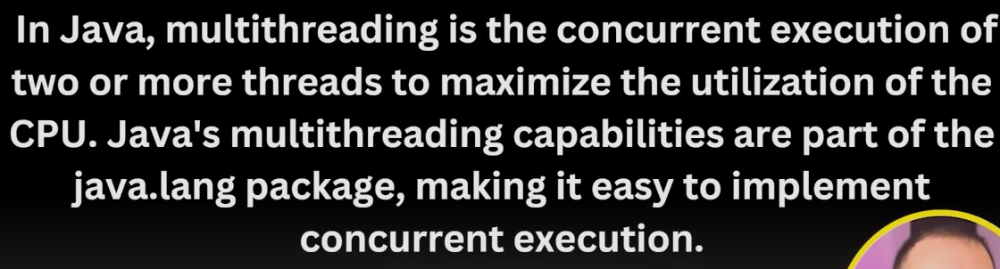 In Java, multithreading is the concurrent execution of
two or more threads to maximize the utilization of the
CPU. Java's multithreading capabilities are part of the
java.lang package, making it easy to implement
concurrent execution.